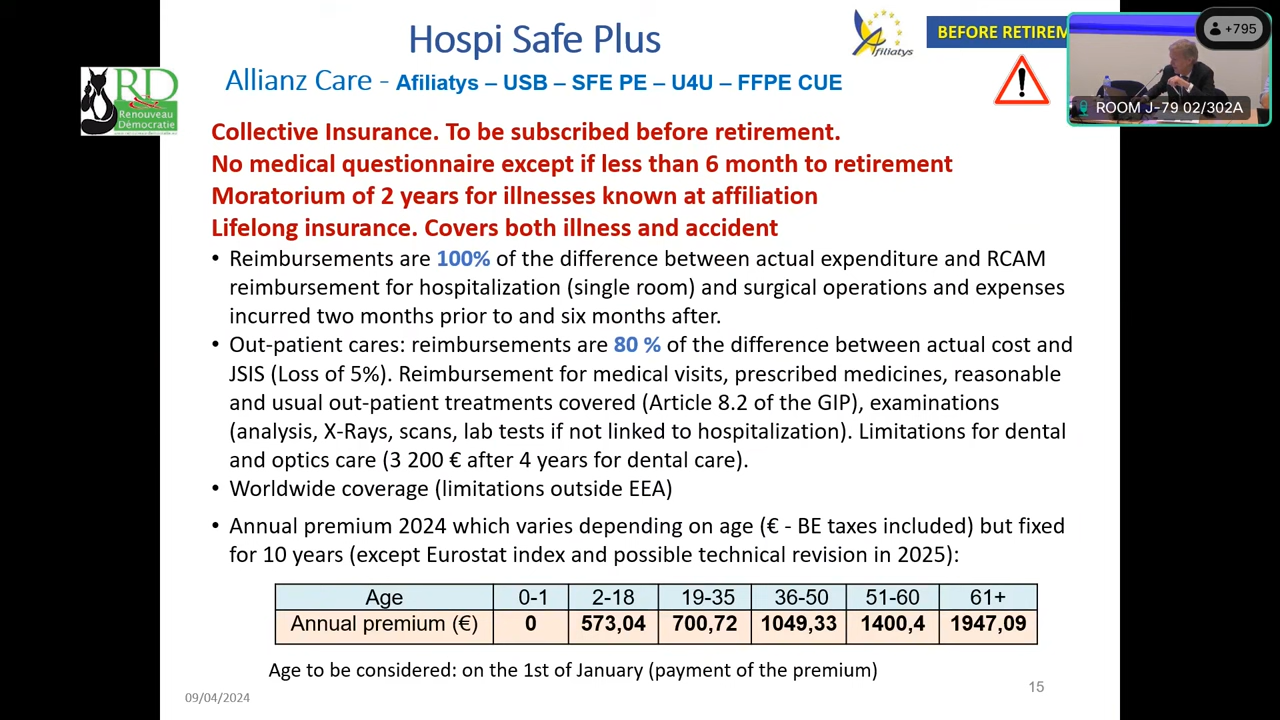 Hospi Safe Plus
Afiliatys
BEFORE RETIREM
+795
ROOM J-79 02/302A
RD
Renouveau
& Démocratie
Allianz Care - Afiliatys – USB – SFE PE – U4U – FFPE CUE
Collective Insurance. To be subscribed before retirement.
No medical questionnaire except if less than 6 month to retirement
Moratorium of 2 years for illnesses known at affiliation
Lifelong insurance. Covers both illness and accident
• Reimbursements are 100% of the difference between actual expenditure and RCAM
reimbursement for hospitalization (single room) and surgical operations and expenses
incurred two months prior to and six months after.
• Out-patient cares: reimbursements are 80 % of the difference between actual cost and
JSIS (Loss of 5%). Reimbursement for medical visits, prescribed medicines, reasonable
and usual out-patient treatments covered (Article 8.2 of the GIP), examinations
(analysis, X-Rays, scans, lab tests if not linked to hospitalization). Limitations for dental
and optics care (3 200 € after 4 years for dental care).
• Worldwide coverage (limitations outside EEA)
• Annual premium 2024 which varies depending on age (€ - BE taxes included) but fixed
for 10 years (except Eurostat index and possible technical revision in 2025):
Age 0-1 2-18 19-35 36-50 51-60 61+
Annual premium (€) 0 573,04 700,72 1049,33 1400,4 1947,09
Age to be considered: on the 1st of January (payment of the premium)
09/04/2024
15